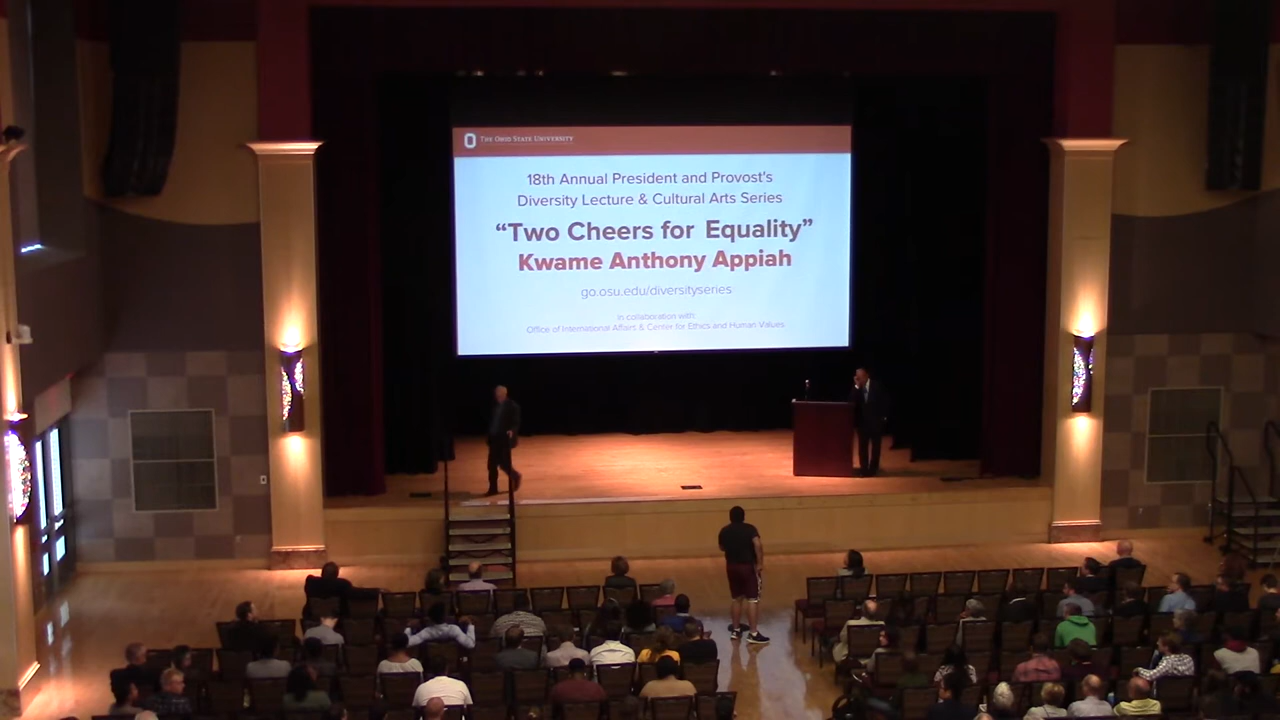 THE OHIO STATE UNIVERSITY
18th Annual President and Provost's
Diversity Lecture & Cultural Arts Series
“Two Cheers for Equality”
Kwame Anthony Appiah
go.osu.edu/diversityseries
In collaboration with:
Office of International Affairs & Center for Ethics and Human Values